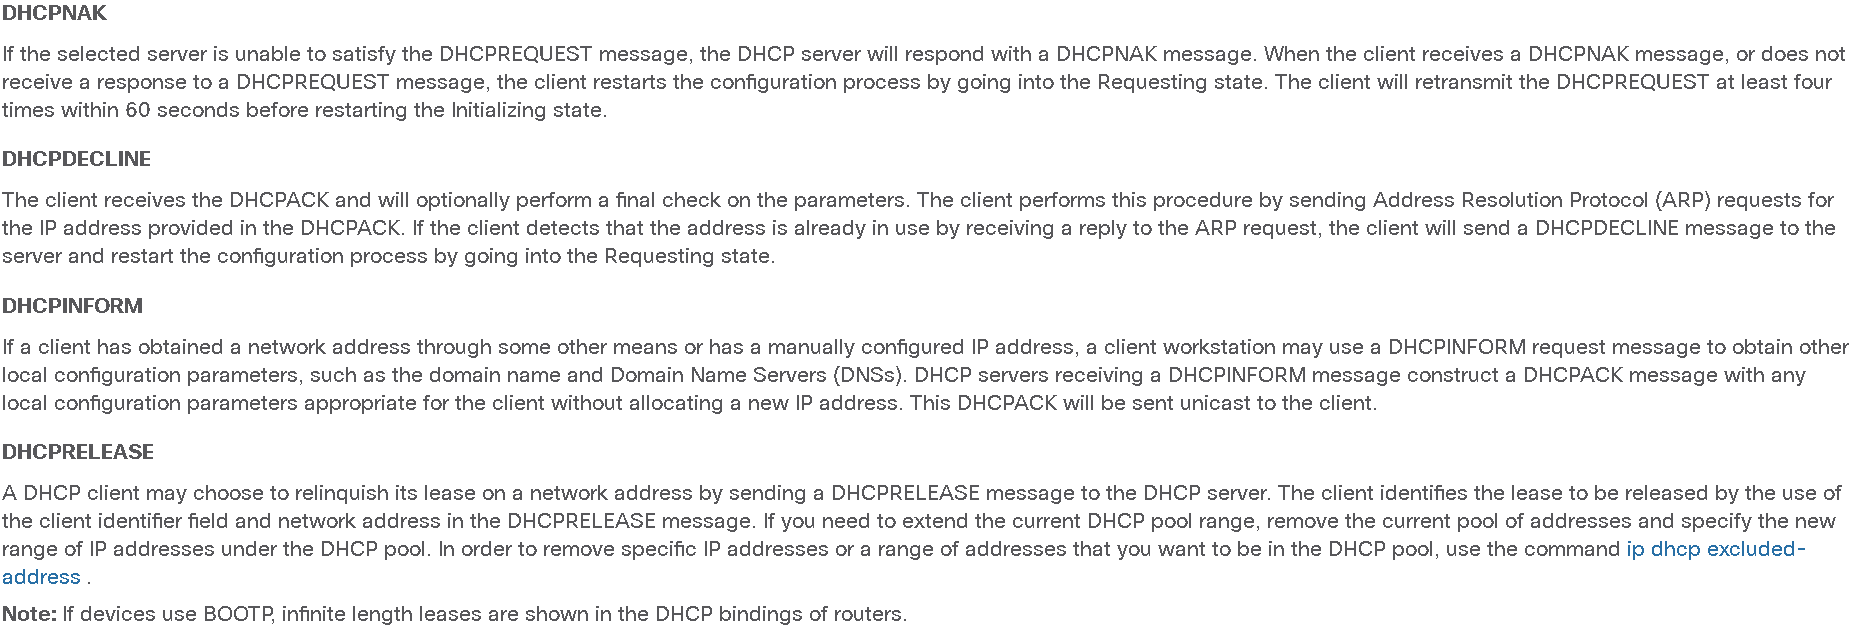 DHCPNAK
If the selected server is unable to satisfy the DHCPREQUEST message, the DHCP server will respond with a DHCPNAK message. When the client receives a DHCPNAK message, or does not
receive a response to a DHCPREQUEST message, the client restarts the configuration process by going into the Requesting state. The client will retransmit the DHCPREQUEST at least four
times within 60 seconds before restarting the Initializing state.
DHCPDECLINE
The client receives the DHCPACK and will optionally perform a final check on the parameters. The client performs this procedure by sending Address Resolution Protocol (ARP) requests for
the IP address provided in the DHCPACK. If the client detects that the address is already in use by receiving a reply to the ARP request, the client will send a DHCPDECLINE message to the
server and restart the configuration process by going into the Requesting state.
DHCPINFORM
If a client has obtained a network address through some other means or has a manually configured IP address, a client workstation may use a DHCPINFORM request message to obtain other
local configuration parameters, such as the domain name and Domain Name Servers (DNSs). DHCP servers receiving a DHCPINFORM message construct a DHCPACK message with any
local configuration parameters appropriate for the client without allocating a new IP address. This DHCPACK will be sent unicast to the client.
DHCPRELEASE
A DHCP client may choose to relinquish its lease on a network address by sending a DHCPRELEASE message to the DHCP server. The client identifies the lease to be released by the use of
the client identifier field and network address in the DHCPRELEASE message. If you need to extend the current DHCP pool range, remove the current pool of addresses and specify the new
range of IP addresses under the DHCP pool. In order to remove specific IP addresses or a range of addresses that you want to be in the DHCP pool, use the command ip dhcp excluded-
address .
Note: If devices use BOOTP, infinite length leases are shown in the DHCP bindings of routers.